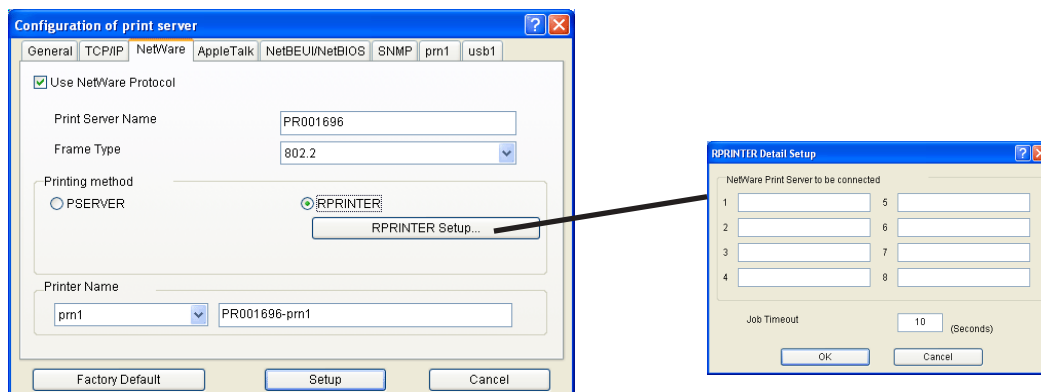 Configuration of print server
General TCP/IP NetWare AppleTalk NetBEUI/NetBIOS SNMP prn1 usb1
Use NetWare Protocol
Print Server Name PR001696
Frame Type 802.2
Printing method
PSERVER RPRINTER
RPRINTER Setup...
Printer Name
prn1 PR001696-prn1
Factory Default Setup Cancel
RPRINTER Detail Setup
NetWare Print Server to be connected
1 5
2 6
3 7
4 8
Job Timeout 10 (Seconds)
OK Cancel